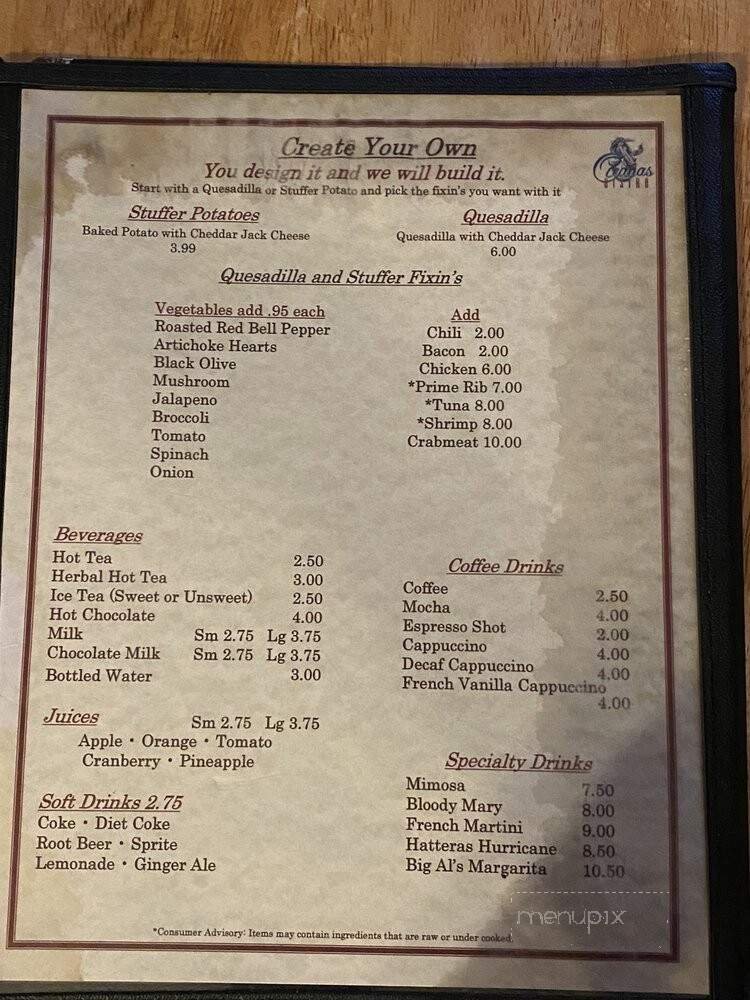 Create Your Own
You design it and we will build it.
Start with a Quesadilla or Stuffer Potato and pick the fixin's you want with it
BISTRO
Stuffer Potatoes
Baked Potato with Cheddar Jack Cheese
3.99
Quesadilla
Quesadilla with Cheddar Jack Cheese
6.00
Quesadilla and Stuffer Fixin's
Vegetables add .95 each
Roasted Red Bell Pepper
Artichoke Hearts
Black Olive
Mushroom
Jalapeno
Broccoli
Tomato
Spinach
Onion
Add
Chili 2.00
Bacon 2.00
Chicken 6.00
*Prime Rib 7.00
*Tuna 8.00
*Shrimp 8.00
Crabmeat 10.00
Beverages
Hot Tea 2.50
Herbal Hot Tea 3.00
Ice Tea (Sweet or Unsweet) 2.50
Hot Chocolate 4.00
Milk Sm 2.75 Lg 3.75
Chocolate Milk Sm 2.75 Lg 3.75
Bottled Water 3.00
Juices Sm 2.75 Lg 3.75
Apple • Orange • Tomato
Cranberry • Pineapple
Soft Drinks 2.75
Coke • Diet Coke
Root Beer • Sprite
Lemonade • Ginger Ale
Coffee Drinks
Coffee 2.50
Mocha 4.00
Espresso Shot 2.00
Cappuccino 4.00
Decaf Cappuccino 4.00
French Vanilla Cappuccino
4.00
Specialty Drinks
Mimosa 7.50
Bloody Mary 8.00
French Martini 9.00
Hatteras Hurricane 8.50
Big Al's Margarita 10.50
menupix
*Consumer Advisory: Items may contain ingredients that are raw or under cooked.